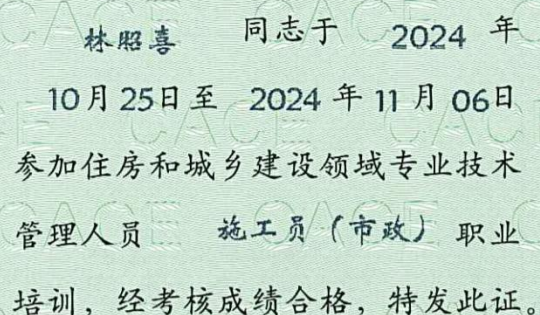 林昭喜 同志于 2024 年
10月25日至 2024 年 11 月 06日
参加住房和城乡建设领域专业技术
管理人员 施工员（市政） 职业
培训，经考核成绩合格，特发此证。